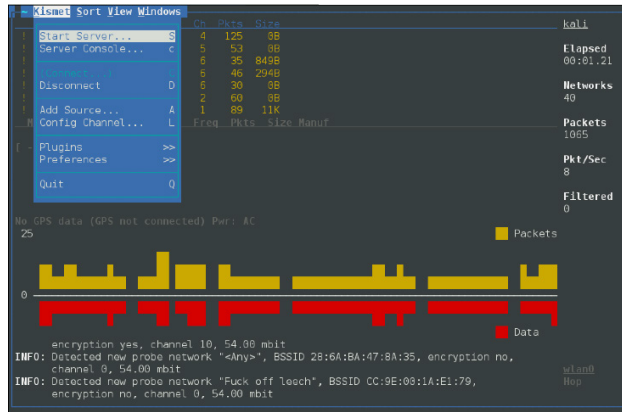 Kismet Sort View Windows
Ch Pkts Size
kali
! Start Server... S 4 125 0B
! Server Console... c 5 53 0B
Elapsed
! 6 35 849B
00:01.21
! Connect... 6 46 294B
! Disconnect D 6 30 0B
Networks
! 2 60 0B
40
! Add Source... A 1 89 11K
Config Channel... L Freq Pkts Size Manuf
Packets
1065
Plugins >>
Preferences >>
Pkt/Sec
8
Quit Q
Filtered
0
No GPS data (GPS not connected) Pwr: AC
25
Packets
0
Data
encryption yes, channel 10, 54.00 mbit
INFO: Detected new probe network "<Any>", BSSID 28:6A:BA:47:8A:35, encryption no,
channel 0, 54.00 mbit
wlan0
INFO: Detected new probe network "Fuck off leech", BSSID CC:9E:00:1A:E1:79,
Hop
encryption no, channel 0, 54.00 mbit